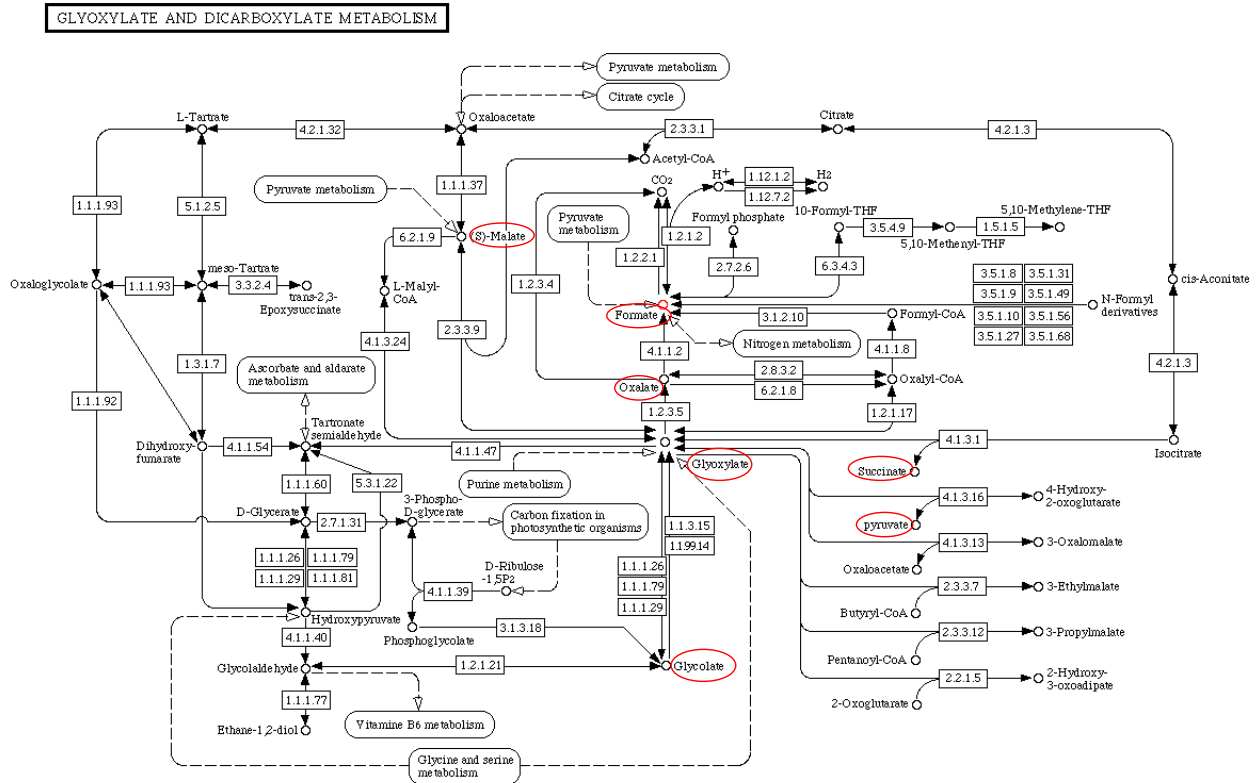 GLYOXYLATE AND DICARBOXYLATE METABOLISM
Pyruvate metabolism
Citrate cycle
L-Tartrate
4.2.1.32
Oxaloacetate
2.3.3.1
Citrate
4.2.1.3
Acetyl-CoA
1.1.1.37
CO2
H+
1.12.1.2
H2
1.12.7.2
Pyruvate metabolism
1.1.1.93
5.1.2.5
Pyruvate
metabolism
1.2.1.2
Formyl phosphate
10-Formyl-THF
5,10-Methylene-THF
3.5.4.9
1.5.1.5
5,10-Methenyl-THF
6.2.1.9
(S)-Malate
1.2.2.1
2.7.2.6
6.3.4.3
meso-Tartrate
Oxaloglycolate
1.1.1.93
3.3.2.4
trans-2,3-
Epoxysuccinate
L-Malyl-
CoA
1.2.3.4
3.5.1.8
3.5.1.31
3.5.1.9
3.5.1.49
3.5.1.10
3.5.1.56
3.5.1.27
3.5.1.68
N-Formyl
derivatives
cis-Aconitate
Formate
3.1.2.10
Formyl-CoA
4.1.3.24
2.3.3.9
4.1.1.2
Nitrogen metabolism
4.1.1.8
1.3.1.7
Ascorbate and aldarate
metabolism
4.2.1.3
Oxalate
2.8.3.2
6.2.1.8
Oxalyl-CoA
1.1.1.92
1.2.3.5
1.2.1.17
Tartronate
semialdehyde
Dihydroxy-
fumarate
4.1.1.54
4.1.1.47
4.1.3.1
Isocitrate
Glyoxylate
Succinate
Purine metabolism
1.1.1.60
5.3.1.22
3-Phospho-
D-glycerate
D-Glycerate
2.7.1.31
Carbon fixation in
photosynthetic organisms
4.1.3.16
4-Hydroxy-
2-oxoglutarate
pyruvate
1.1.3.15
1.1.99.14
4.1.3.13
3-Oxalomalate
Oxaloacetate
1.1.1.26
1.1.1.79
1.1.1.29
1.1.1.81
D-Ribulose
-1,5P2
4.1.1.39
1.1.1.26
1.1.1.79
1.1.1.29
2.3.3.7
3-Ethylmalate
Butyryl-CoA
Hydroxypyruvate
Phosphoglycolate
3.1.3.18
2.3.3.12
3-Propylmalate
Pentanoyl-CoA
4.1.1.40
Glycolaldehyde
1.2.1.21
Glycolate
2.2.1.5
2-Hydroxy-
3-oxoadipate
2-Oxoglutarate
1.1.1.77
Ethane-1,2-diol
Vitamine B6 metabolism
Glycine and serine
metabolism